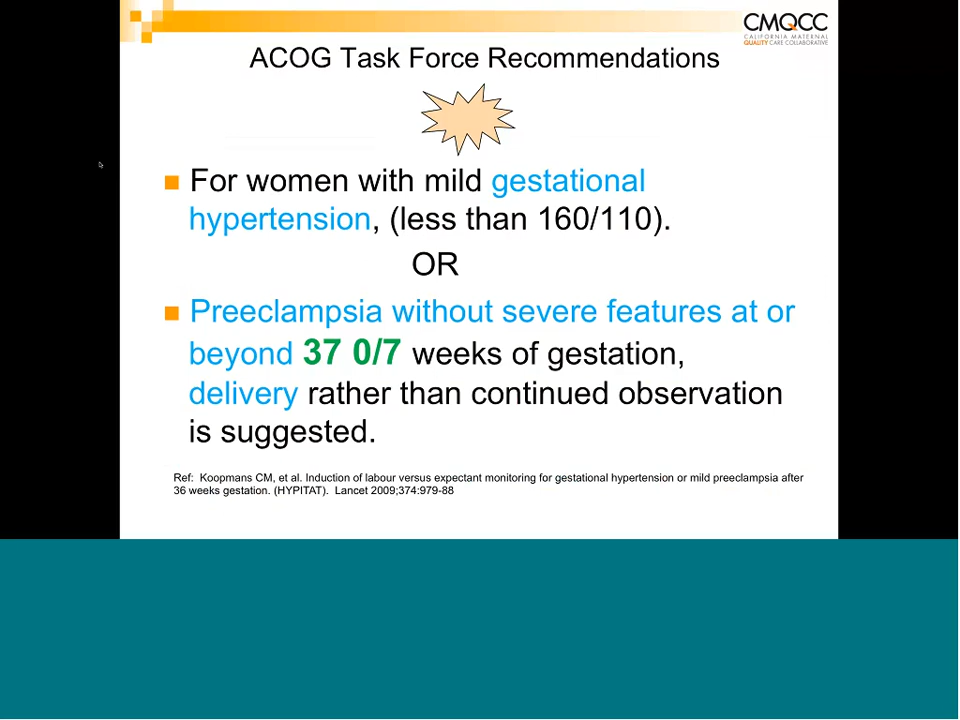 CMQCC
CALIFORNIA MATERNAL
QUALITY CARE COLLABORATIVE
ACOG Task Force Recommendations
For women with mild gestational
hypertension, (less than 160/110).
OR
Preeclampsia without severe features at or
beyond 37 0/7 weeks of gestation,
delivery rather than continued observation
is suggested.
Ref: Koopmans CM, et al. Induction of labour versus expectant monitoring for gestational hypertension or mild preeclampsia after
36 weeks gestation. (HYPITAT). Lancet 2009;374:979-88